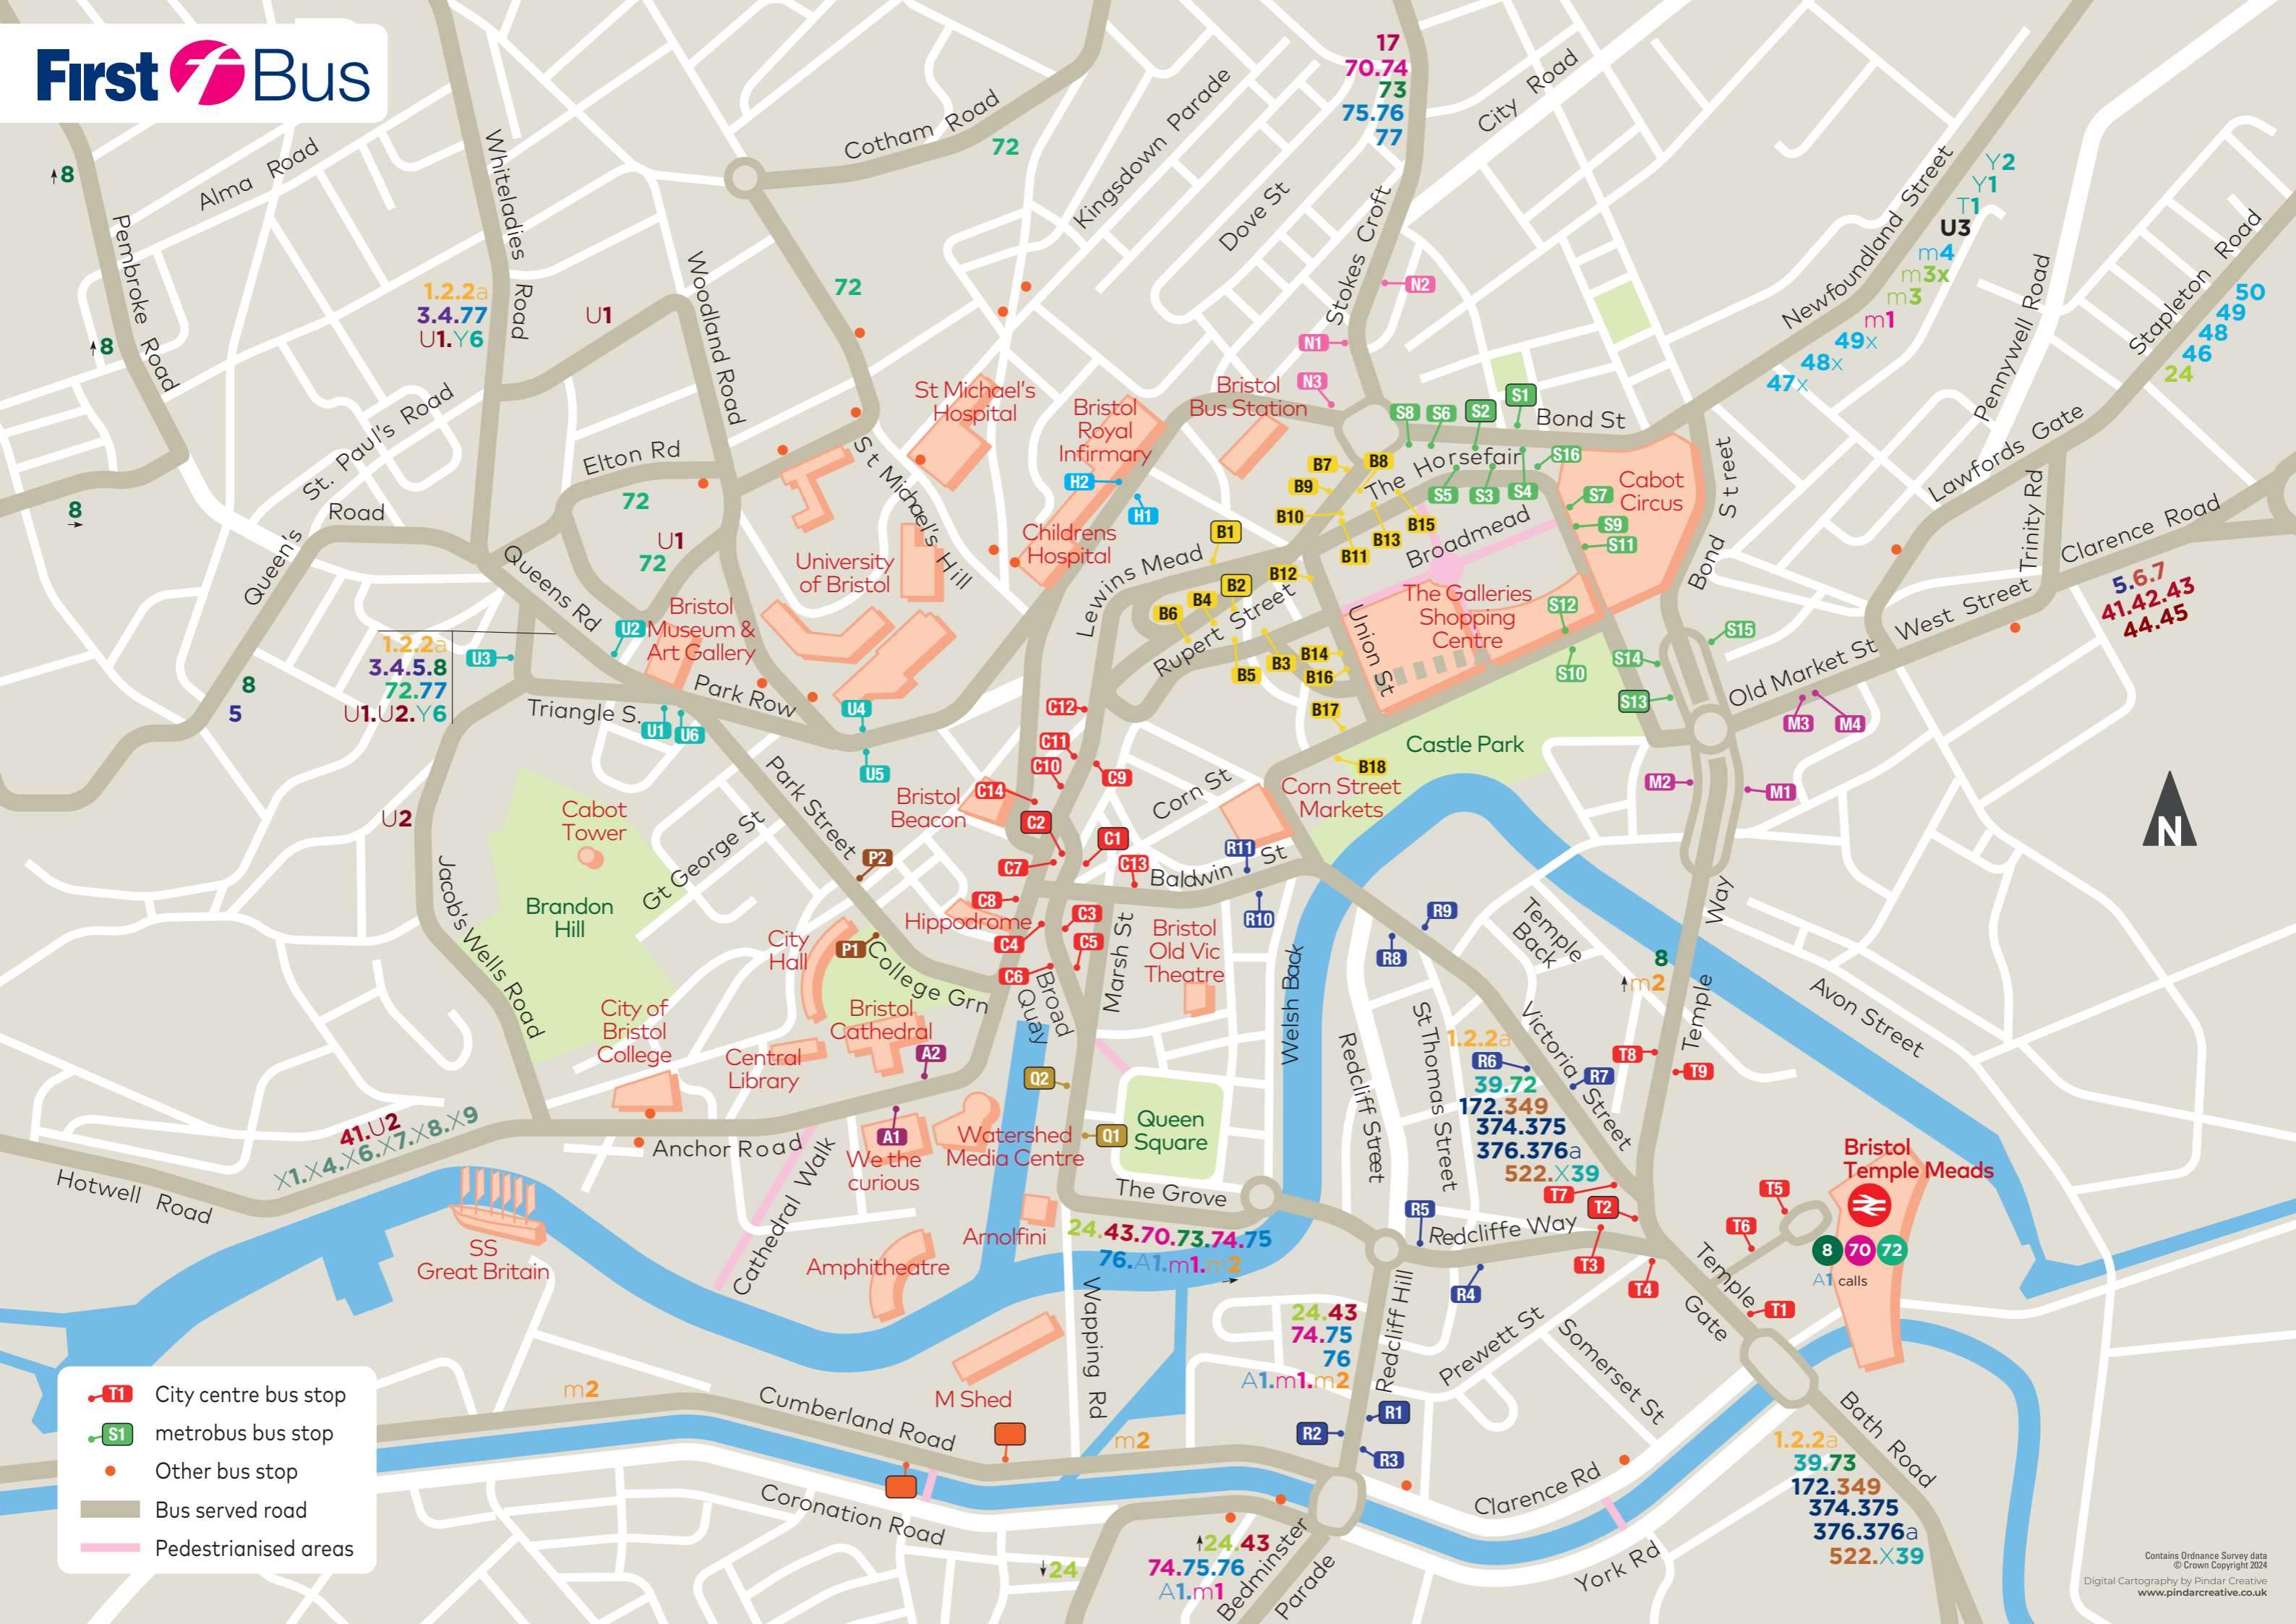 First Bus
17
70.74
73
75.76
77
City Road
Cotham Road
72
Kingsdown Parade
Dove St
Stokes Croft
Alma Road
8
Pembroke Road
8
8
Whiteladies Road
1.2.2a
3.4.77
U1.Y6
U1
Woodland Road
72
Newfoundland Street
Y2
Y1
T1
U3
m4
m3x
m3
m1
49x
48x
47x
Pennywell Road
Stapleton Road
50
49
48
46
24
N2
N1
N3
St. Paul's Road
Queen's Road
Elton Rd
72
U1
72
St Michael's Hospital
St Michael's Hill
Bristol Royal Infirmary
H2
H1
Childrens Hospital
Bristol Bus Station
University of Bristol
S8
S6
S2
S1
Bond St
The Horsefair
S16
S5
S3
S4
S7
S9
S11
Cabot Circus
Bond Street
Lawfords Gate
Trinity Rd
Clarence Road
West Street
5.6.7
41.42.43
44.45
B7
B8
B9
B10
B15
B13
B11
B12
B1
B2
B4
B6
B3
B5
B14
B16
B17
B18
Lewins Mead
Rupert Street
Broadmead
Union St
The Galleries Shopping Centre
S12
S10
S15
S14
S13
Old Market St
M3
M4
M2
M1
Castle Park
Corn Street Markets
Queens Rd
U2
Bristol Museum & Art Gallery
U3
1.2.2a
3.4.5.8
72.77
U1.U2.Y6
8
5
Triangle S.
U1
U6
Park Row
U4
U5
C12
C11
C10
C9
C14
Bristol Beacon
C2
C1
C13
C7
C8
Hippodrome
C3
C4
C5
C6
Corn St
R11
Baldwin St
R10
Park Street
P2
P1
Gt George St
Cabot Tower
Brandon Hill
U2
Jacob's Wells Road
City Hall
College Grn
City of Bristol College
Central Library
Bristol Cathedral
A2
A1
We the curious
Broad Quay
Marsh St
Bristol Old Vic Theatre
Q2
Q1
Queen Square
Welsh Back
Watershed Media Centre
Anchor Road
Cathedral Walk
Hotwell Road
41.U2
X1.X4.X6.X7.X8.X9
SS Great Britain
Amphitheatre
Arnolfini
The Grove
24.43.70.73.74.75
76.A1.m1.m2
Wapping Rd
M Shed
Redcliff Street
St Thomas Street
R9
R8
Temple Back
Temple Way
8
m2
Avon Street
1.2.2a
R6
39.72
172.349
374.375
376.376a
522.X39
Victoria Street
R7
T8
T9
R5
Redcliffe Way
R4
T7
T2
T3
T4
T5
T6
T1
Temple Gate
Bristol Temple Meads
8 70 72
A1 calls
24.43
74.75
76
A1.m1.m2
Redcliff Hill
Prewett St
Somerset St
R1
R2
R3
Cumberland Road
m2
m2
Coronation Road
24
24.43
74.75.76
A1.m1
Bedminster Parade
Clarence Rd
York Rd
Bath Road
1.2.2a
39.73
172.349
374.375
376.376a
522.X39
N
T1 City centre bus stop
S1 metrobus bus stop
Other bus stop
Bus served road
Pedestrianised areas
Contains Ordnance Survey data
© Crown Copyright 2024
Digital Cartography by Pindar Creative
www.pindarcreative.co.uk